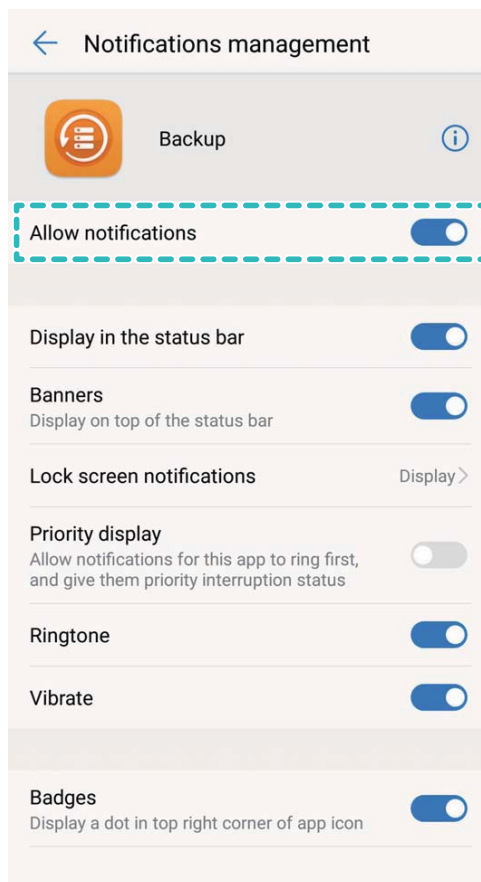 Notifications management
Backup
Allow notifications
Display in the status bar
Banners
Display on top of the status bar
Lock screen notifications Display
Priority display
Allow notifications for this app to ring first,
and give them priority interruption status
Ringtone
Vibrate
Badges
Display a dot in top right corner of app icon